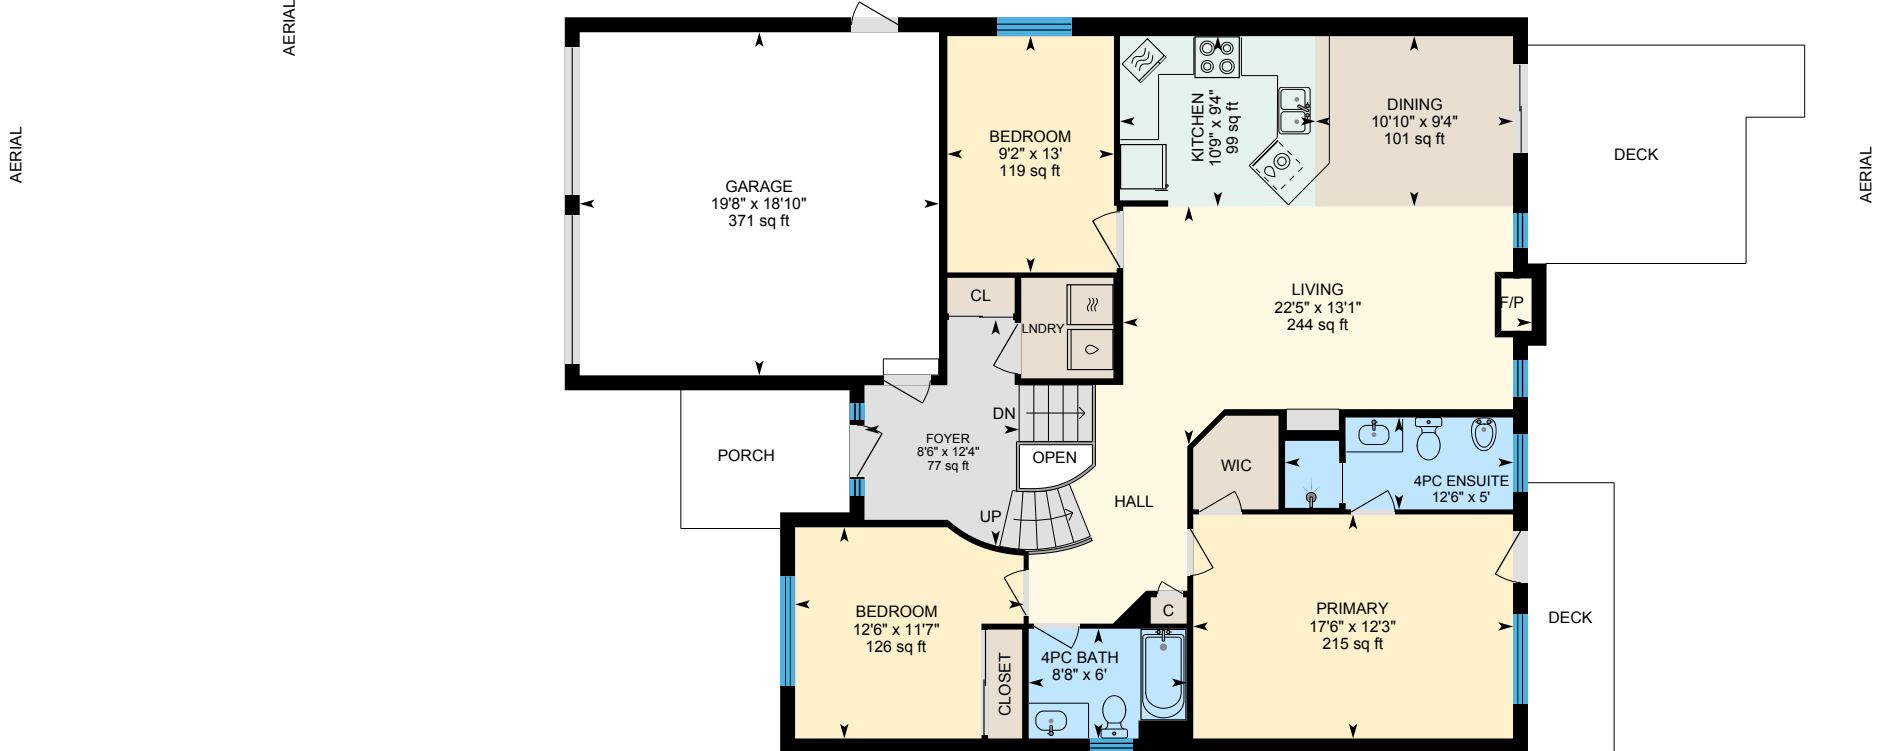 AERIAL
AERIAL
GARAGE
19'8" x 18'10"
371 sq ft
BEDROOM
9'2" x 13'
119 sq ft
KITCHEN
10'9" x 9'4"
99 sq ft
DINING
10'10" x 9'4"
101 sq ft
DECK
AERIAL
CL
LNDRY
LIVING
22'5" x 13'1"
244 sq ft
F/P
PORCH
FOYER
8'6" x 12'4"
77 sq ft
DN
OPEN
UP
HALL
WIC
4PC ENSUITE
12'6" x 5'
BEDROOM
12'6" x 11'7"
126 sq ft
CLOSET
4PC BATH
8'8" x 6'
C
PRIMARY
17'6" x 12'3"
215 sq ft
DECK